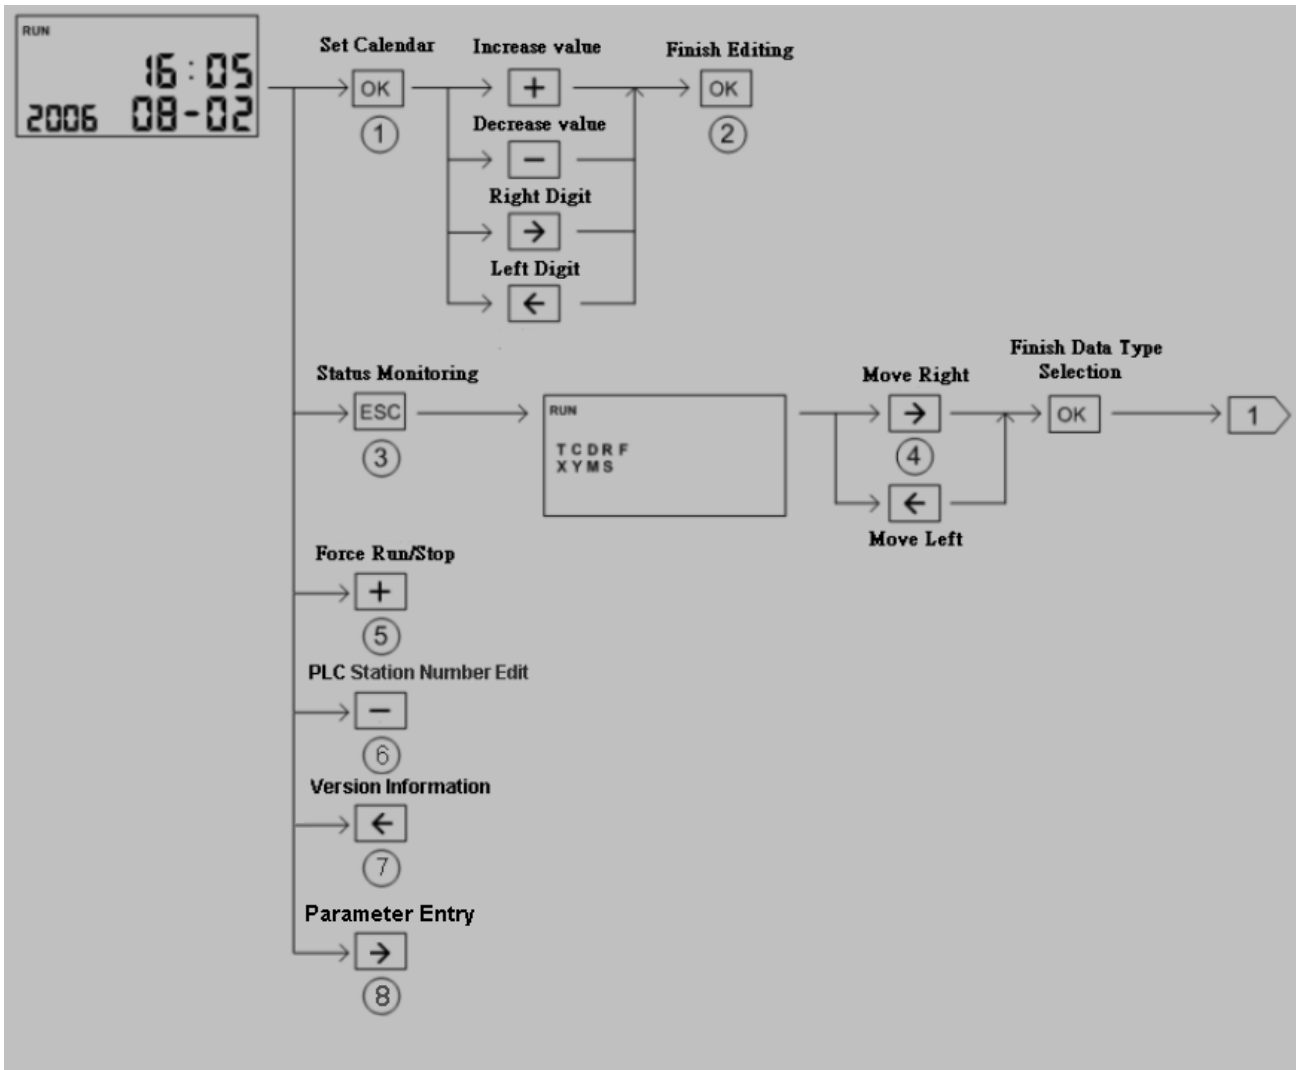 RUN
16:05
2006 08-02
Set Calendar
OK
1
Increase value
+
Decrease value
−
Right Digit
→
Left Digit
←
Finish Editing
OK
2
Status Monitoring
ESC
3
RUN
T C D R F
X Y M S
Move Right
→
4
←
Move Left
Finish Data Type
Selection
OK
1
Force Run/Stop
+
5
PLC Station Number Edit
−
6
Version Information
←
7
Parameter Entry
→
8